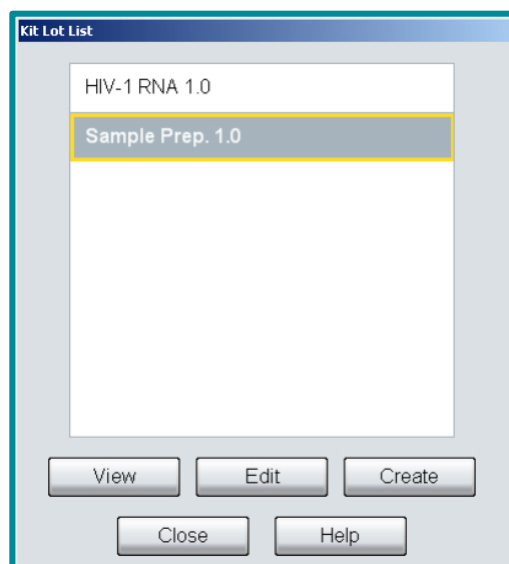 Kit Lot List
HIV-1 RNA 1.0
Sample Prep. 1.0
View Edit Create
Close Help